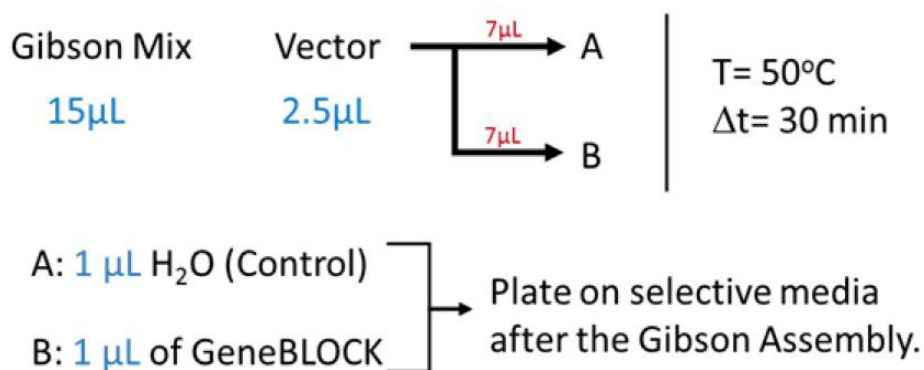 Gibson Mix Vector 7µL A
15µL 2.5µL
7µL B
T= 50°C
Δt= 30 min
A: 1 µL H₂O (Control)
B: 1 µL of GeneBLOCK
Plate on selective media
after the Gibson Assembly.